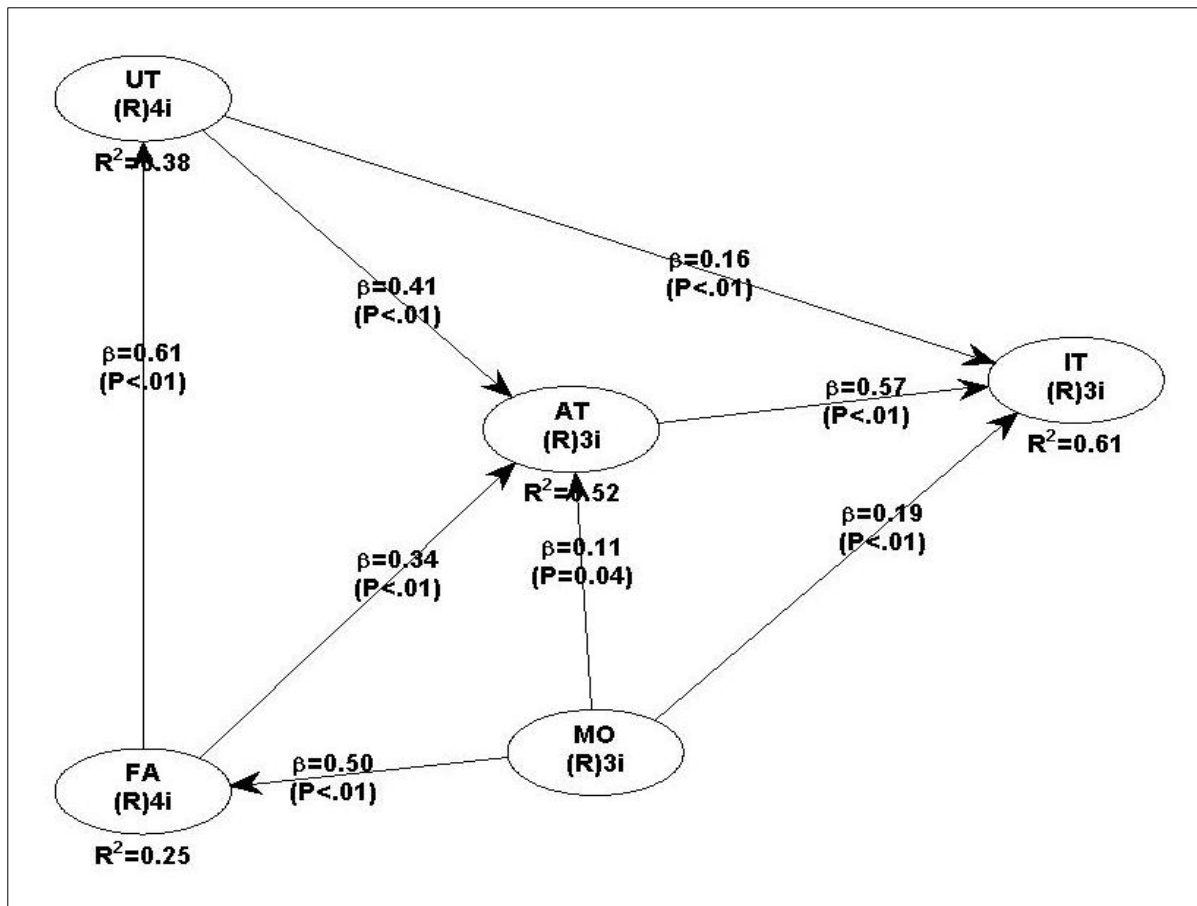 UT
(R)4i
R²=0.38
β=0.16
(P<.01)
β=0.41
(P<.01)
β=0.61
(P<.01)
IT
(R)3i
R²=0.61
β=0.57
(P<.01)
AT
(R)3i
R²=0.52
β=0.19
(P<.01)
β=0.11
(P=0.04)
β=0.34
(P<.01)
MO
(R)3i
β=0.50
(P<.01)
FA
(R)4i
R²=0.25